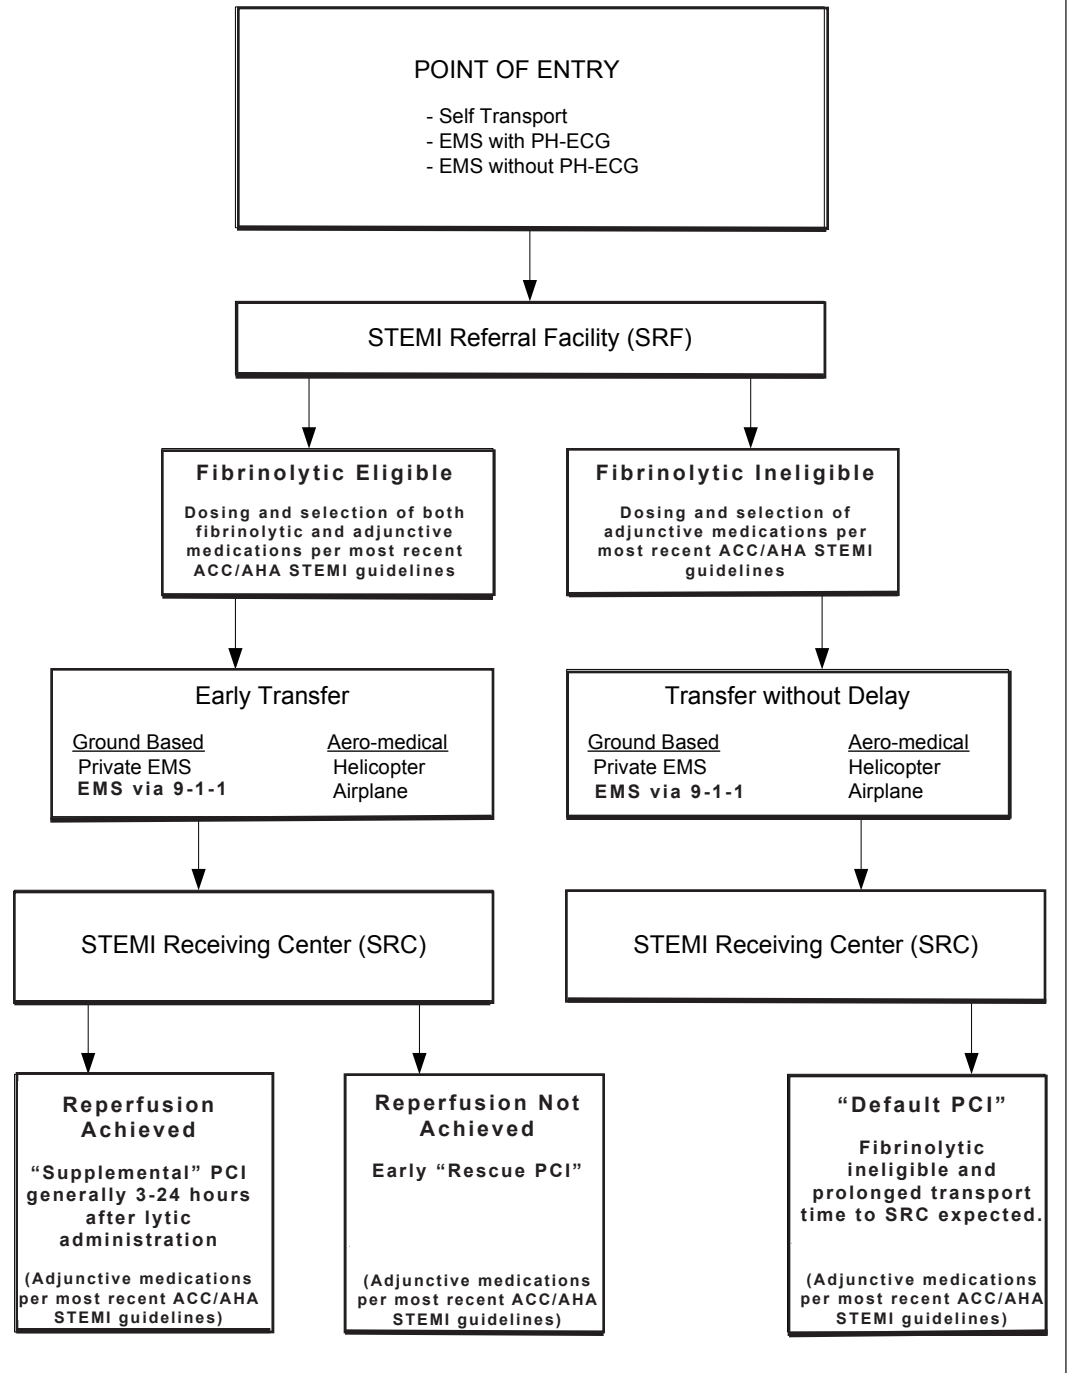 POINT OF ENTRY
- Self Transport
- EMS with PH-ECG
- EMS without PH-ECG
STEMI Referral Facility (SRF)
Fibrinolytic Eligible
Dosing and selection of both
fibrinolytic and adjunctive
medications per most recent
ACC/AHA STEMI guidelines
Fibrinolytic Ineligible
Dosing and selection of
adjunctive medications per
most recent ACC/AHA STEMI
guidelines
Early Transfer
Ground Based
Private EMS
EMS via 9-1-1
Aero-medical
Helicopter
Airplane
Transfer without Delay
Ground Based
Private EMS
EMS via 9-1-1
Aero-medical
Helicopter
Airplane
STEMI Receiving Center (SRC)
STEMI Receiving Center (SRC)
Reperfusion
Achieved
“Supplemental” PCI
generally 3-24 hours
after lytic
administration
(Adjunctive medications
per most recent ACC/AHA
STEMI guidelines)
Reperfusion Not
Achieved
Early “Rescue PCI”
(Adjunctive medications
per most recent ACC/AHA
STEMI guidelines)
“Default PCI”
Fibrinolytic
ineligible and
prolonged transport
time to SRC expected.
(Adjunctive medications
per most recent ACC/AHA
STEMI guidelines)